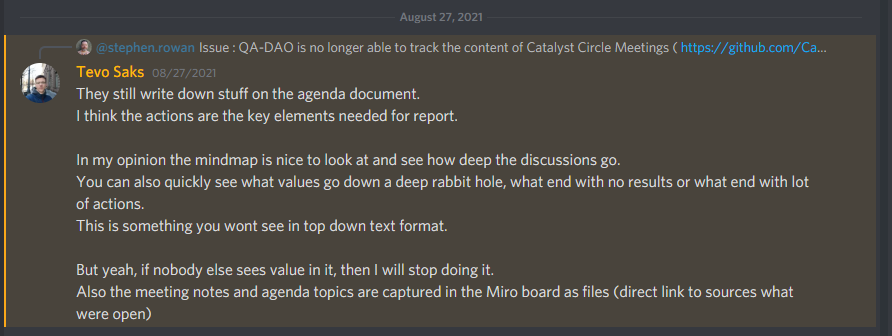 August 27, 2021
@stephen.rowan Issue : QA-DAO is no longer able to track the content of Catalyst Circle Meetings ( https://github.com/Ca...
Tevo Saks 08/27/2021
They still write down stuff on the agenda document.
I think the actions are the key elements needed for report.
In my opinion the mindmap is nice to look at and see how deep the discussions go.
You can also quickly see what values go down a deep rabbit hole, what end with no results or what end with lot
of actions.
This is something you wont see in top down text format.
But yeah, if nobody else sees value in it, then I will stop doing it.
Also the meeting notes and agenda topics are captured in the Miro board as files (direct link to sources what
were open)